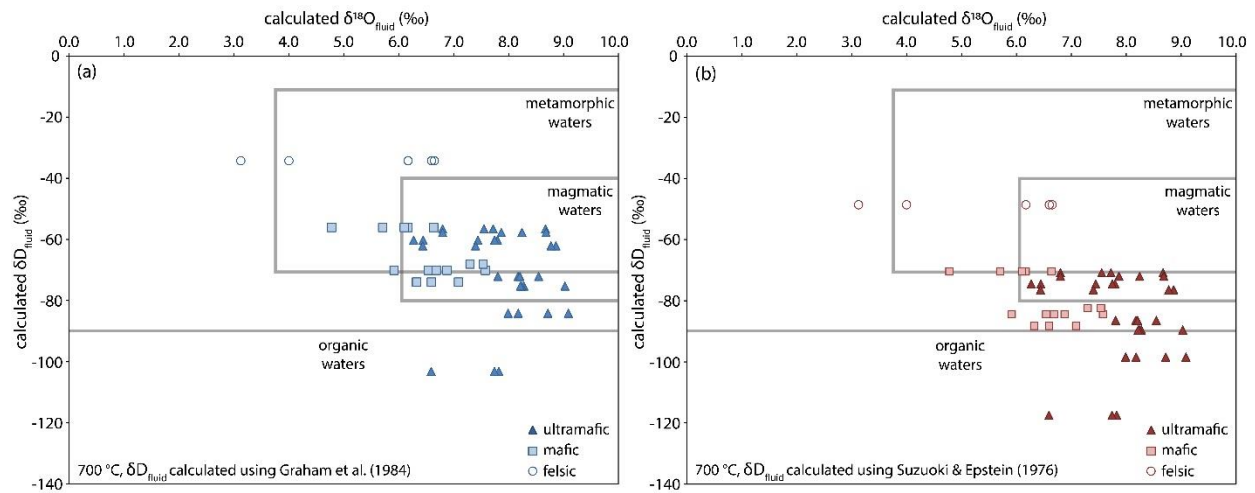 calculated δ18Ofluid (‰)
0.0 1.0 2.0 3.0 4.0 5.0 6.0 7.0 8.0 9.0 10.0
0
-20
-40
-60
-80
-100
-120
-140
calculated δDfluid (‰)
(a)
metamorphic
waters
magmatic
waters
organic
waters
ultramafic
mafic
felsic
700 °C, δDfluid calculated using Graham et al. (1984)
calculated δ18Ofluid (‰)
0.0 1.0 2.0 3.0 4.0 5.0 6.0 7.0 8.0 9.0 10.0
0
-20
-40
-60
-80
-100
-120
-140
calculated δDfluid (‰)
(b)
metamorphic
waters
magmatic
waters
organic
waters
ultramafic
mafic
felsic
700 °C, δDfluid calculated using Suzuoki & Epstein (1976)